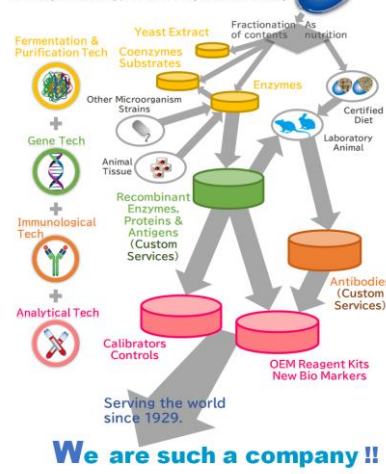 Fractionation
of contents
As
nutrition
Yeast Extract
Fermentation &
Purification Tech
Coenzymes
Substrates
Enzymes
Other Microorganism
Strains
Certified
Diet
+
Laboratory
Animal
Gene Tech
Animal
Tissue
Recombinant
Enzymes,
Proteins &
Antigens
(Custom
Services)
+
Immunological
Tech
Antibodies
(Custom
Services)
+
Analytical Tech
Calibrators
Controls
OEM Reagent Kits
New Bio Markers
Serving the world
since 1929.
We are such a company !!